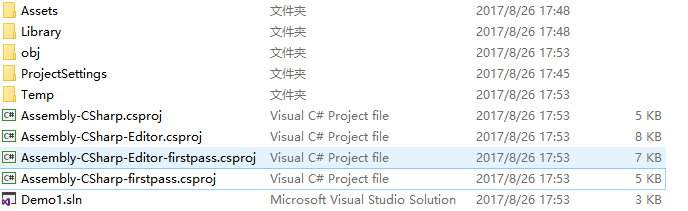 Assets 文件夹 2017/8/26 17:48
Library 文件夹 2017/8/26 17:48
obj 文件夹 2017/8/26 17:53
ProjectSettings 文件夹 2017/8/26 17:45
Temp 文件夹 2017/8/26 17:53
Assembly-CSharp.csproj Visual C# Project file 2017/8/26 17:53 5 KB
Assembly-CSharp-Editor.csproj Visual C# Project file 2017/8/26 17:53 8 KB
Assembly-CSharp-Editor-firstpass.csproj Visual C# Project file 2017/8/26 17:53 7 KB
Assembly-CSharp-firstpass.csproj Visual C# Project file 2017/8/26 17:53 5 KB
Demo1.sln Microsoft Visual Studio Solution 2017/8/26 17:53 3 KB